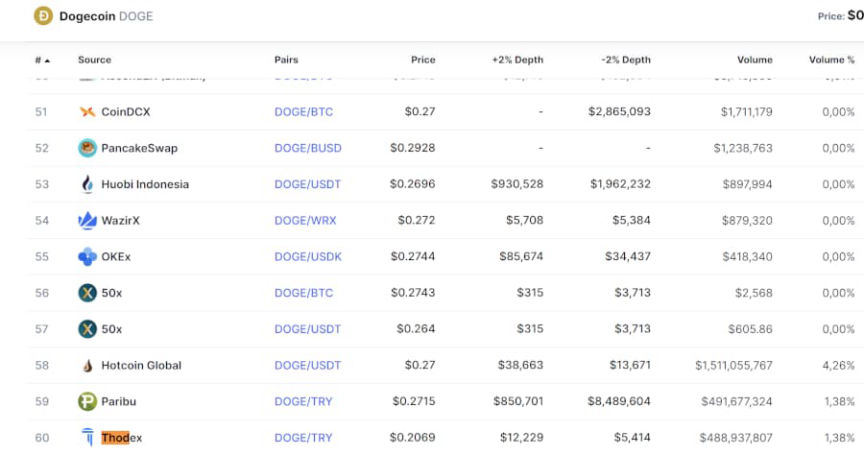 Dogecoin DOGE Price: $0
# Source Pairs Price +2% Depth -2% Depth Volume Volume %
51 CoinDCX DOGE/BTC $0.27 - $2,865,093 $1,711,179 0,00%
52 PancakeSwap DOGE/BUSD $0.2928 - - $1,238,763 0,00%
53 Huobi Indonesia DOGE/USDT $0.2696 $930,528 $1,962,232 $897,994 0,00%
54 WazirX DOGE/WRX $0.272 $5,708 $5,384 $879,320 0,00%
55 OKEx DOGE/USDK $0.2744 $85,674 $34,437 $418,340 0,00%
56 50x DOGE/BTC $0.2743 $315 $3,713 $2,568 0,00%
57 50x DOGE/USDT $0.264 $315 $3,713 $605.86 0,00%
58 Hotcoin Global DOGE/USDT $0.27 $38,663 $13,671 $1,511,055,767 4,26%
59 Paribu DOGE/TRY $0.2715 $850,701 $8,489,604 $491,677,324 1,38%
60 Thodex DOGE/TRY $0.2069 $12,229 $5,414 $488,937,807 1,38%